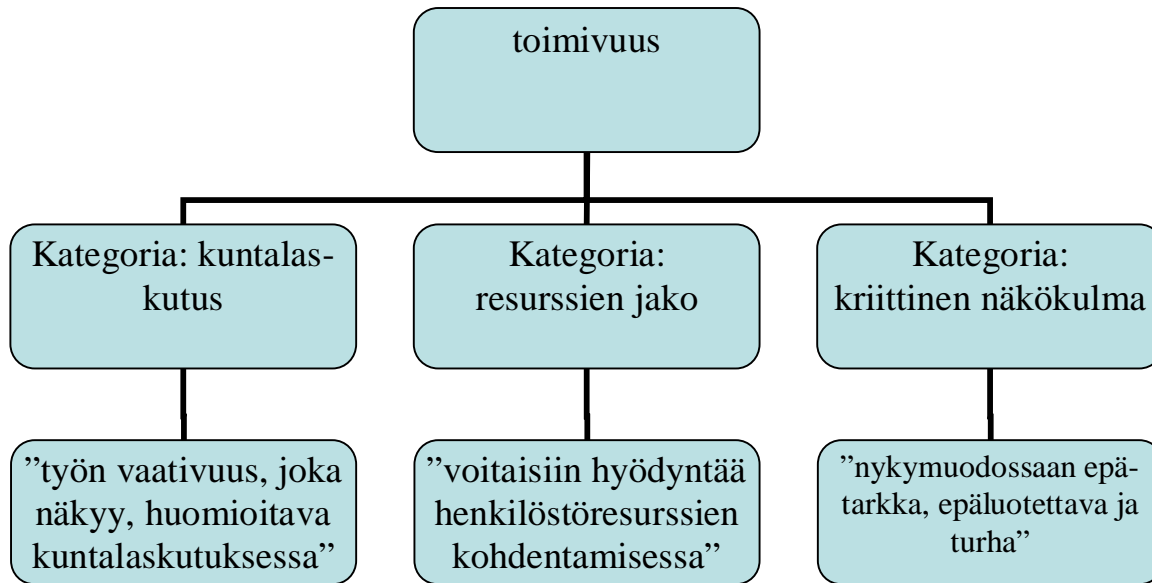 toimivuus
Kategoria: kuntalas-
kutus
Kategoria:
resurssien jako
Kategoria:
kriittinen näkökulma
”työn vaativuus, joka
näkyy, huomioitava
kuntalaskutuksessa”
”voitaisiin hyödyntää
henkilöstöresurssien
kohdentamisessa”
”nykymuodossaan epä-
tarkka, epäluotettava ja
turha”